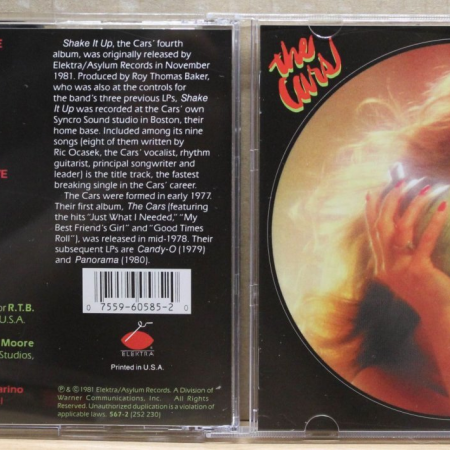 Shake It Up, the Cars' fourth
album, was originally released by
Elektra/Asylum Records in November
1981. Produced by Roy Thomas Baker,
who was also at the controls for
the band's three previous LPs, Shake
It Up was recorded at the Cars' own
Syncro Sound studio in Boston, their
home base. Included among its nine
songs (eight of them written by
Ric Ocasek, the Cars' vocalist, rhythm
guitarist, principal songwriter and
leader) is the title track, the fastest
breaking single in the Cars' career.
The Cars were formed in early 1977.
Their first album, The Cars (featuring
the hits "Just What I Needed," "My
Best Friend's Girl" and "Good Times
Roll"), was released in mid-1978. Their
subsequent LPs are Candy-O (1979)
and Panorama (1980).
0 7559-60585-2 0
ELEKTRA
Printed in U.S.A.
℗ & © 1981 Elektra/Asylum Records. A Division of
Warner Communications, Inc. All Rights
Reserved. Unauthorized duplication is a violation of
applicable laws. 567-2 (252 230)
or R.T.B.
U.S.A.
Moore
Studios,
arino
the Cars